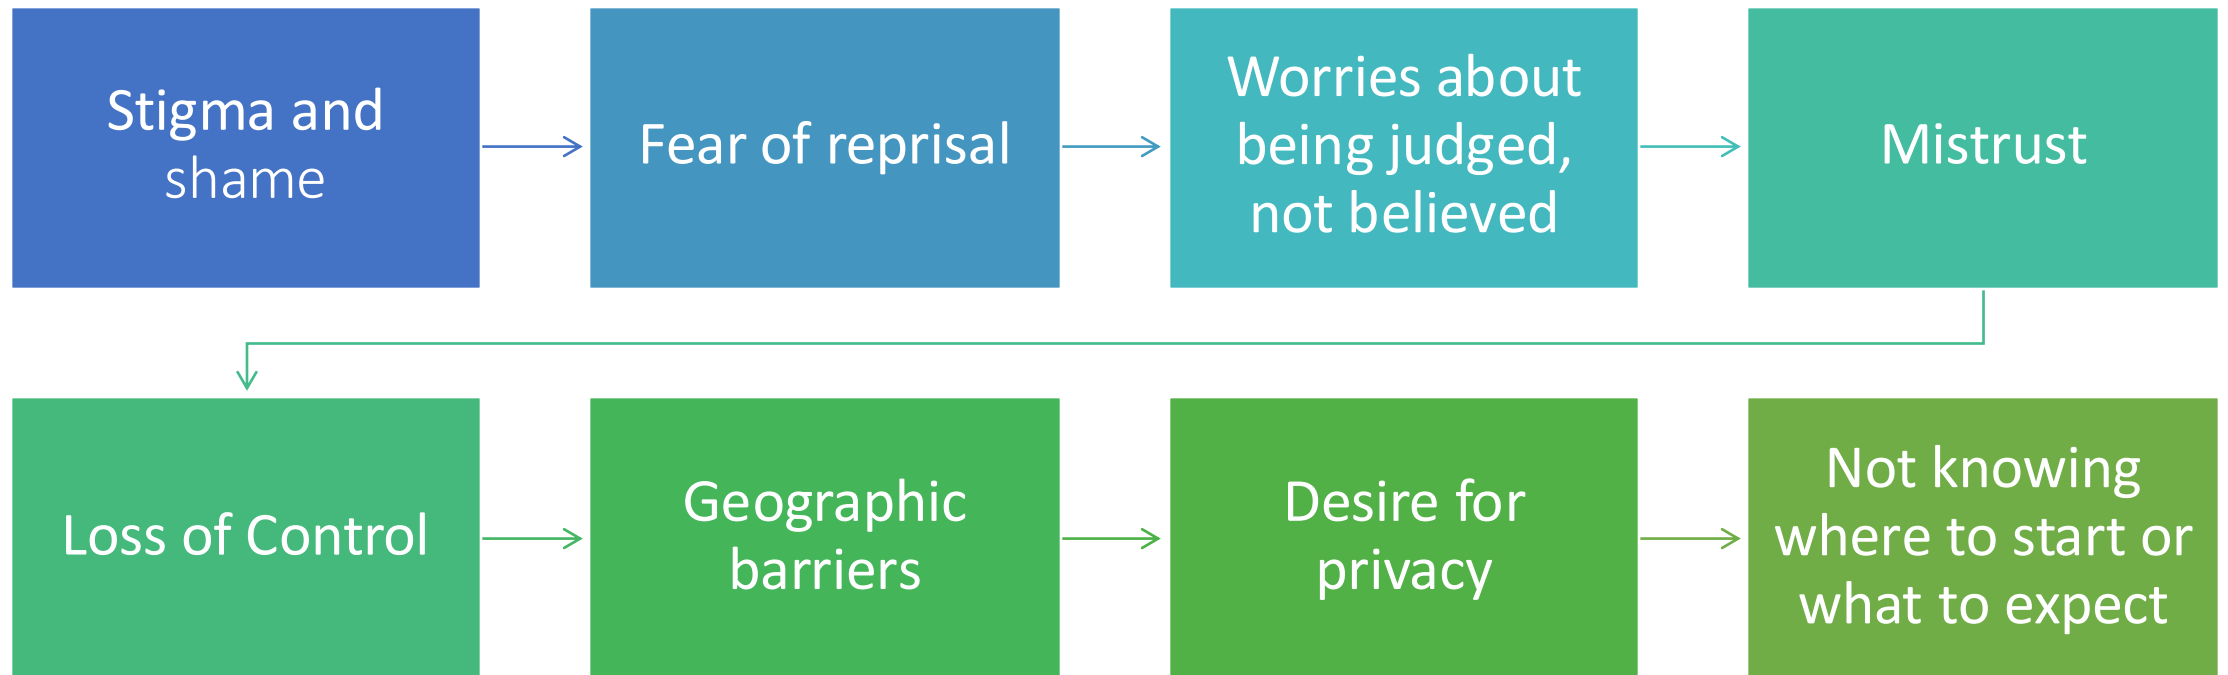 Stigma and
shame
Fear of reprisal
Worries about
being judged,
not believed
Mistrust
Loss of Control
Geographic
barriers
Desire for
privacy
Not knowing
where to start or
what to expect